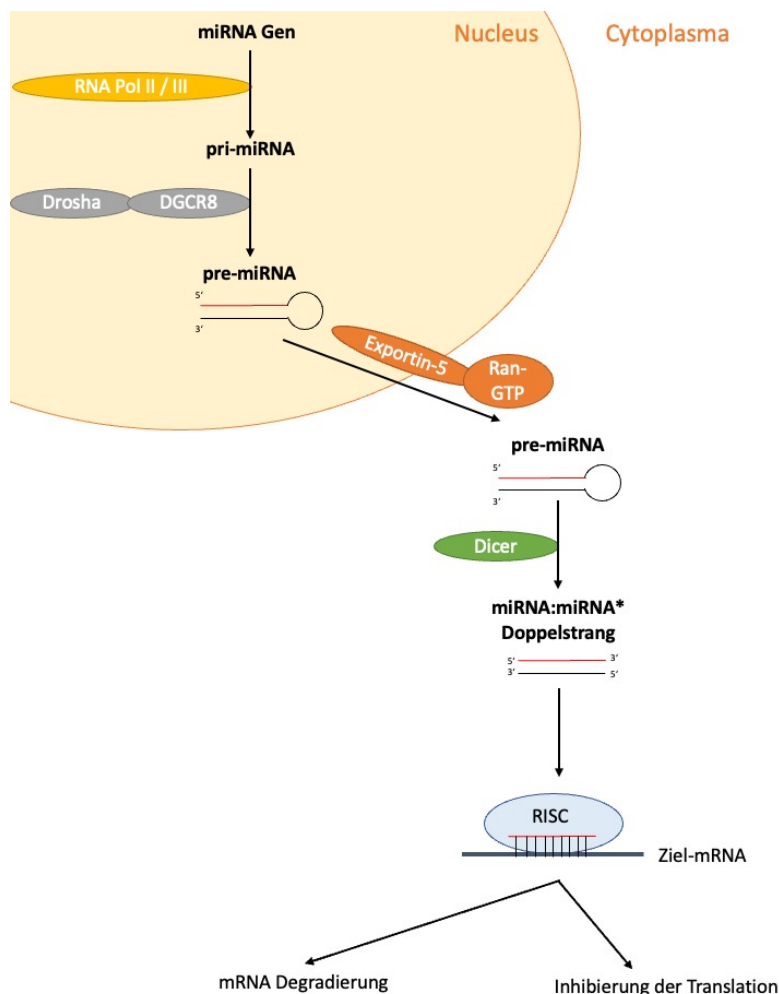 miRNA Gen
Nucleus
Cytoplasma
RNA Pol II / III
pri-miRNA
Drosha
DGCR8
pre-miRNA
5‘
3‘
Exportin-5
Ran-
GTP
pre-miRNA
5‘
3‘
Dicer
miRNA:miRNA*
Doppelstrang
5‘
3‘
3‘
5‘
RISC
Ziel-mRNA
mRNA Degradierung
Inhibierung der Translation